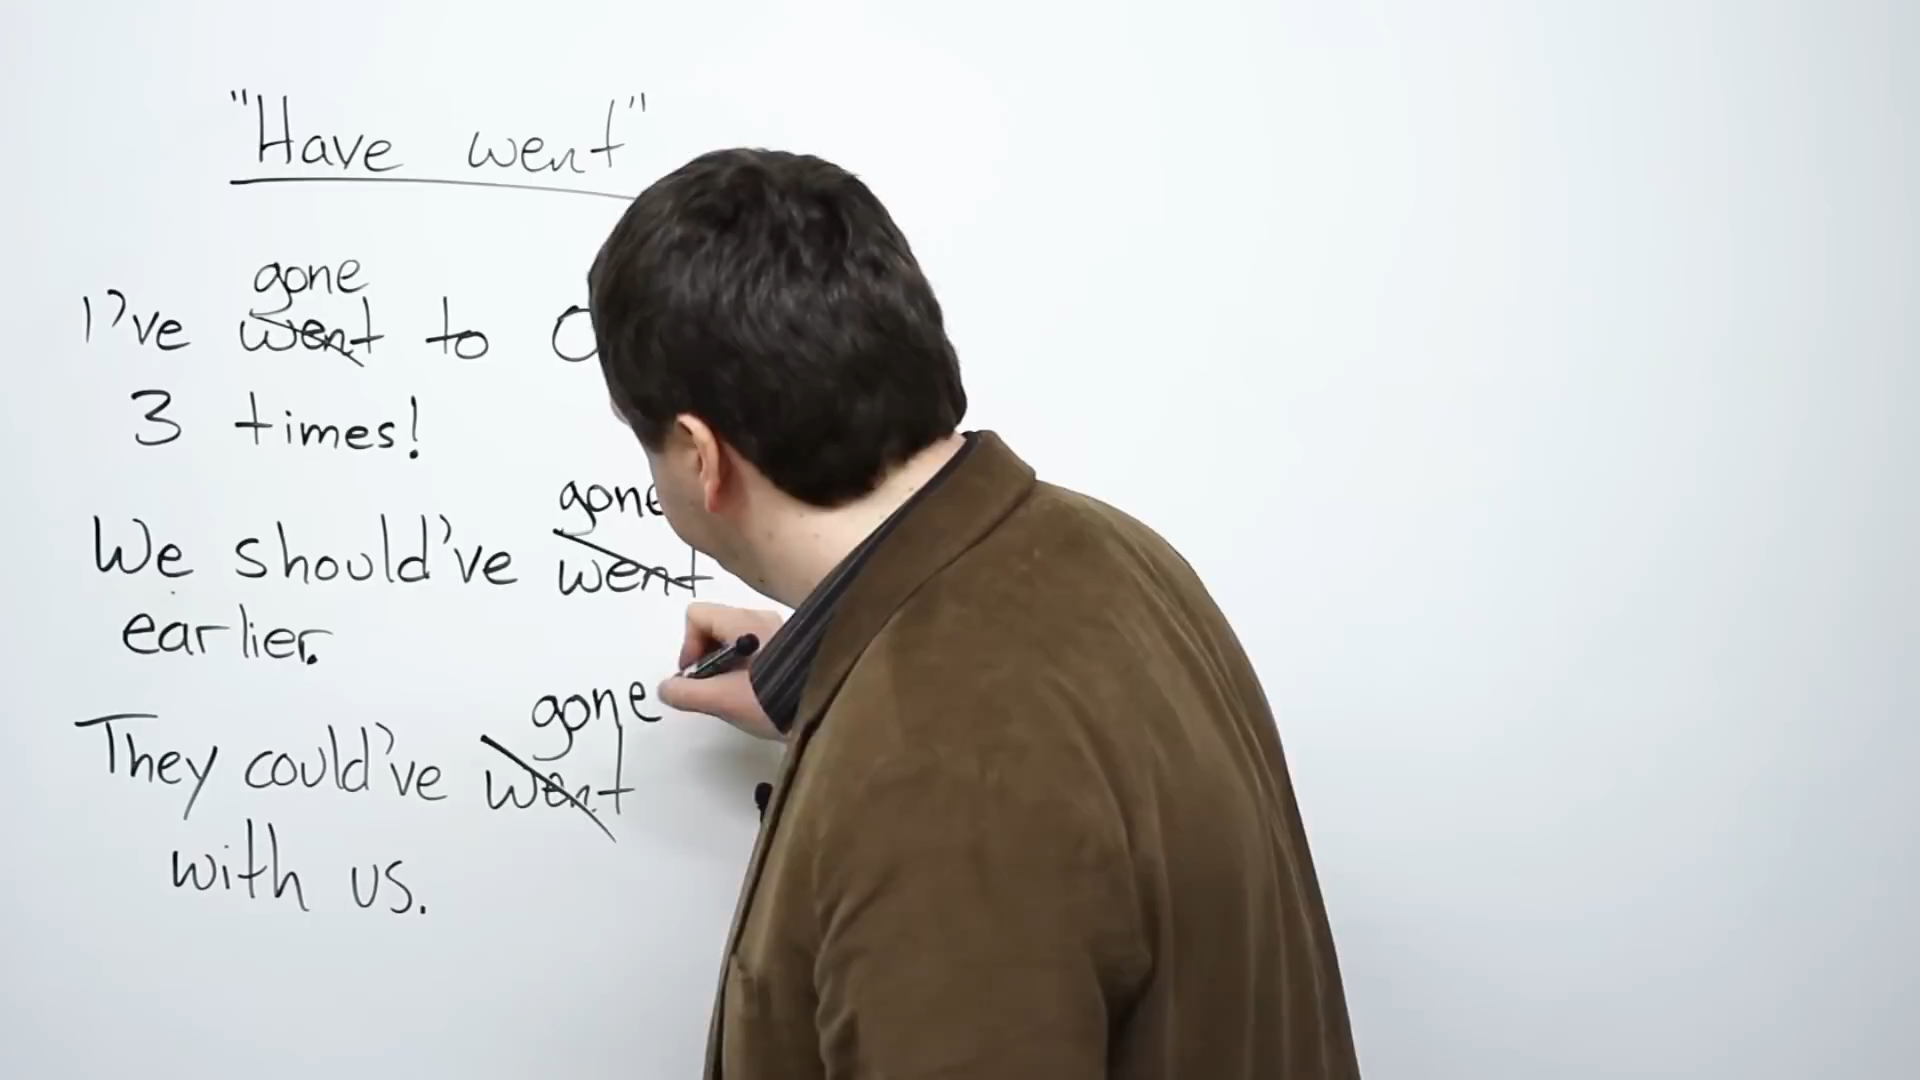 "Have went"
gone
I've went to
3 times!
gone
We should've went
earlier.
gone
They could've went
with us.